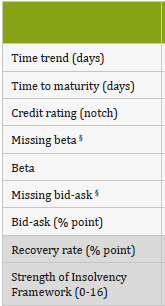 Time trend (days)
Time to maturity (days)
Credit rating (notch)
Missing beta §
Beta
Missing bid-ask §
Bid-ask (% point)
Recovery rate (% point)
Strength of Insolvency
Framework (0-16)